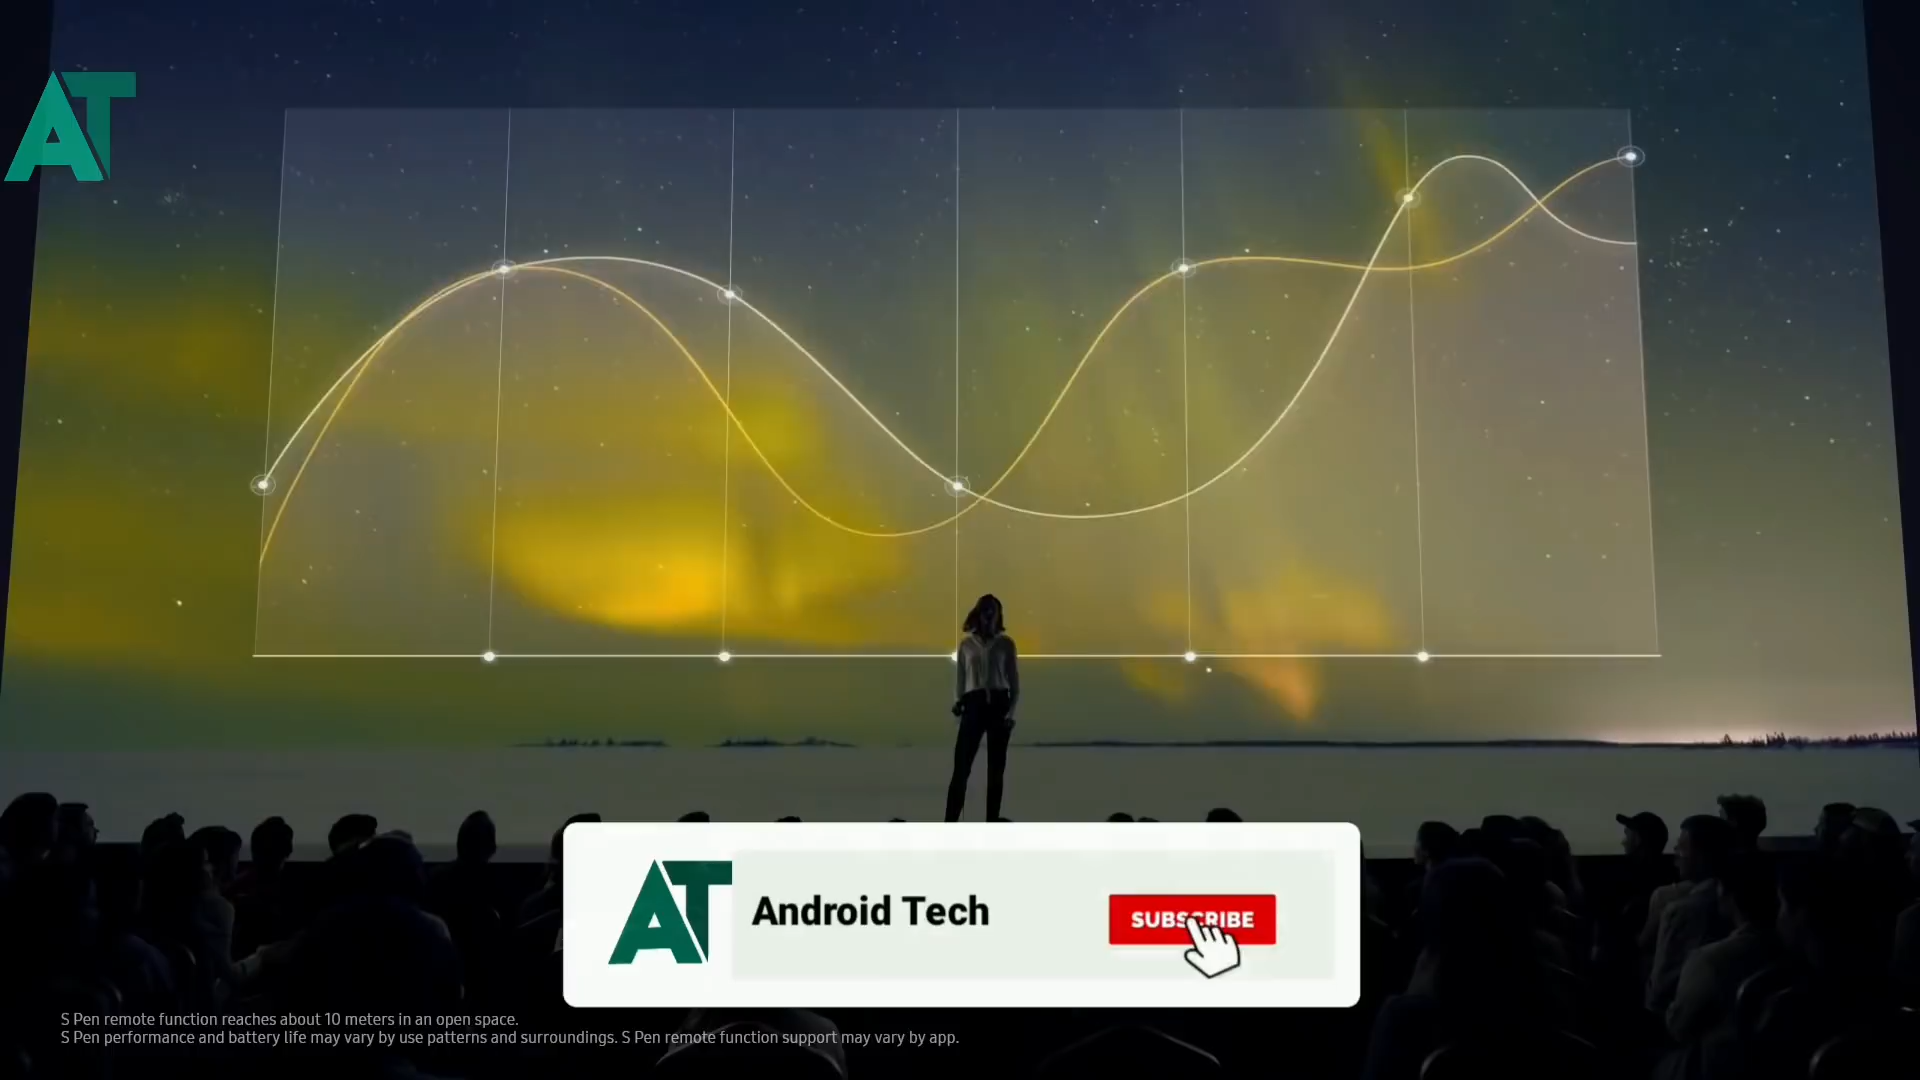 AT
AT
Android Tech
SUBSCRIBE
S Pen remote function reaches about 10 meters in an open space.
S Pen performance and battery life may vary by use patterns and surroundings. S Pen remote function support may vary by app.